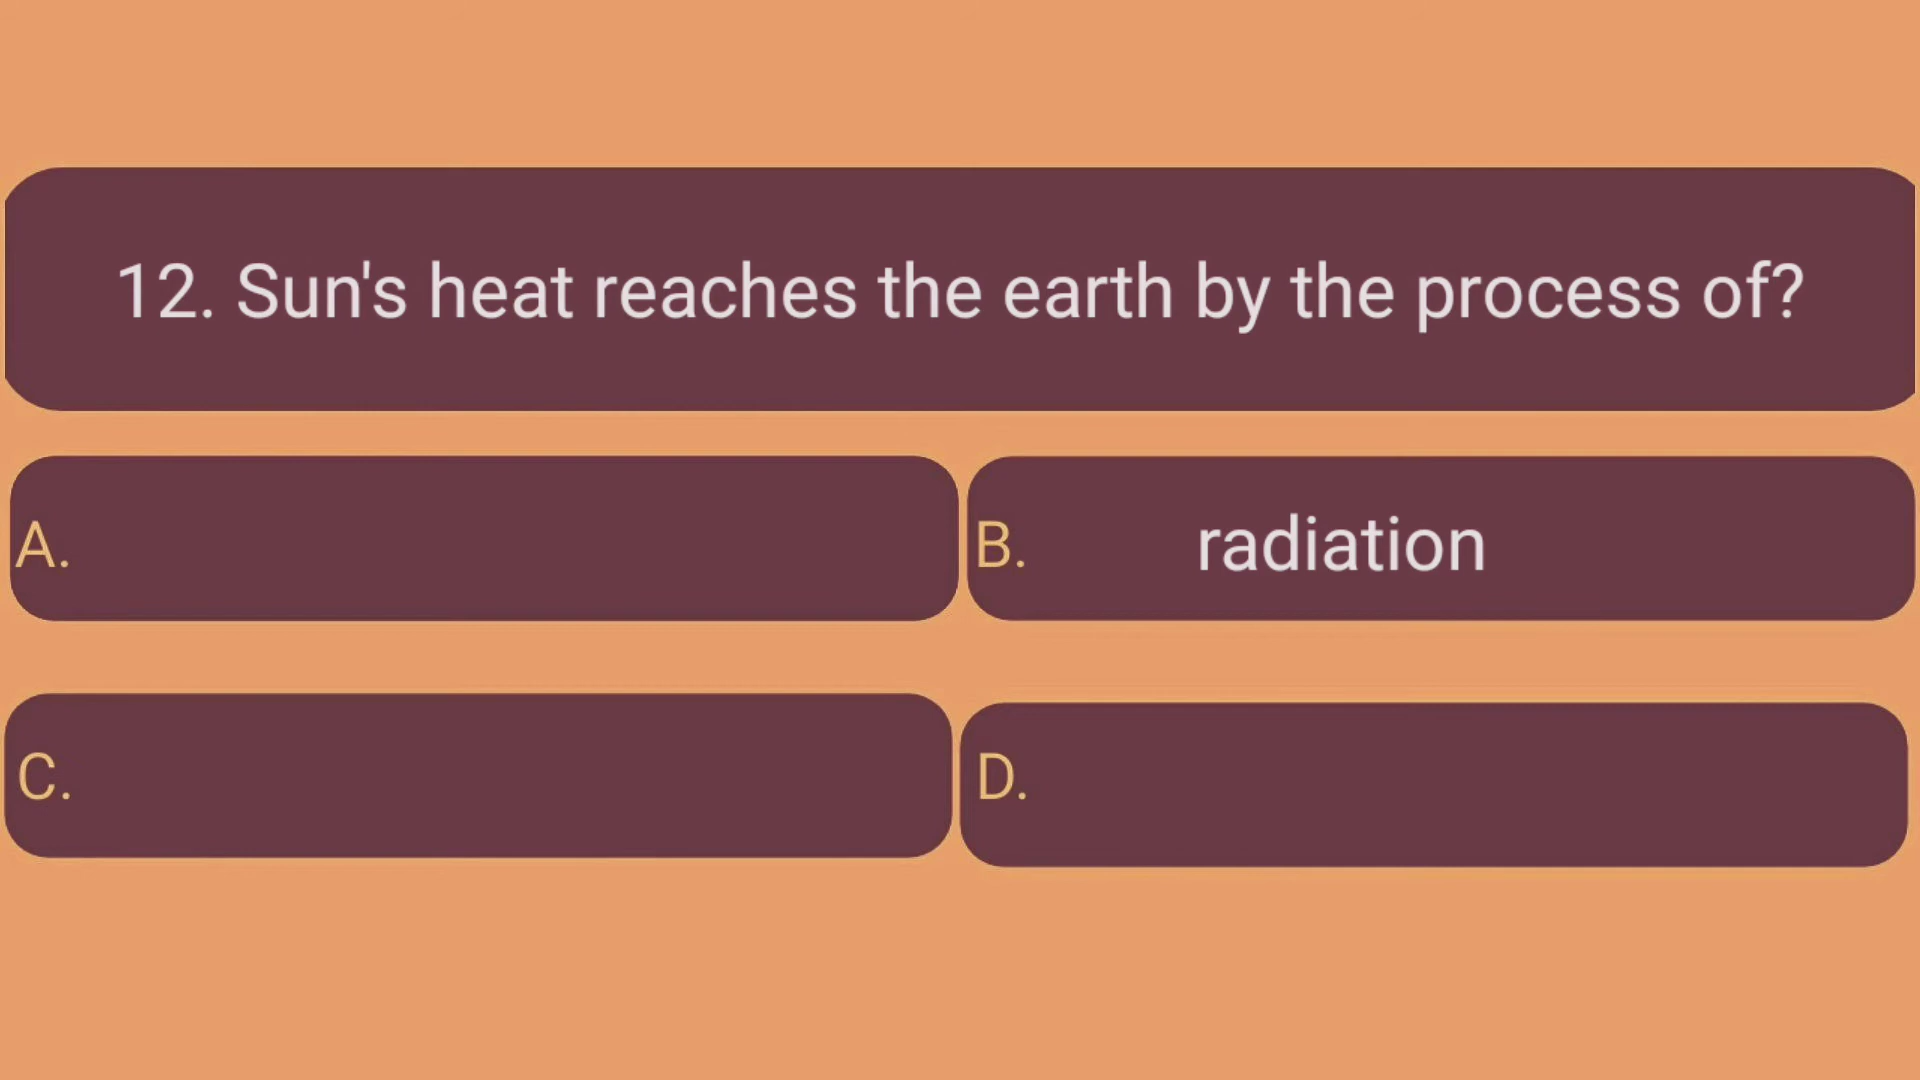 12. Sun's heat reaches the earth by the process of?
A.
B. radiation
C.
D.